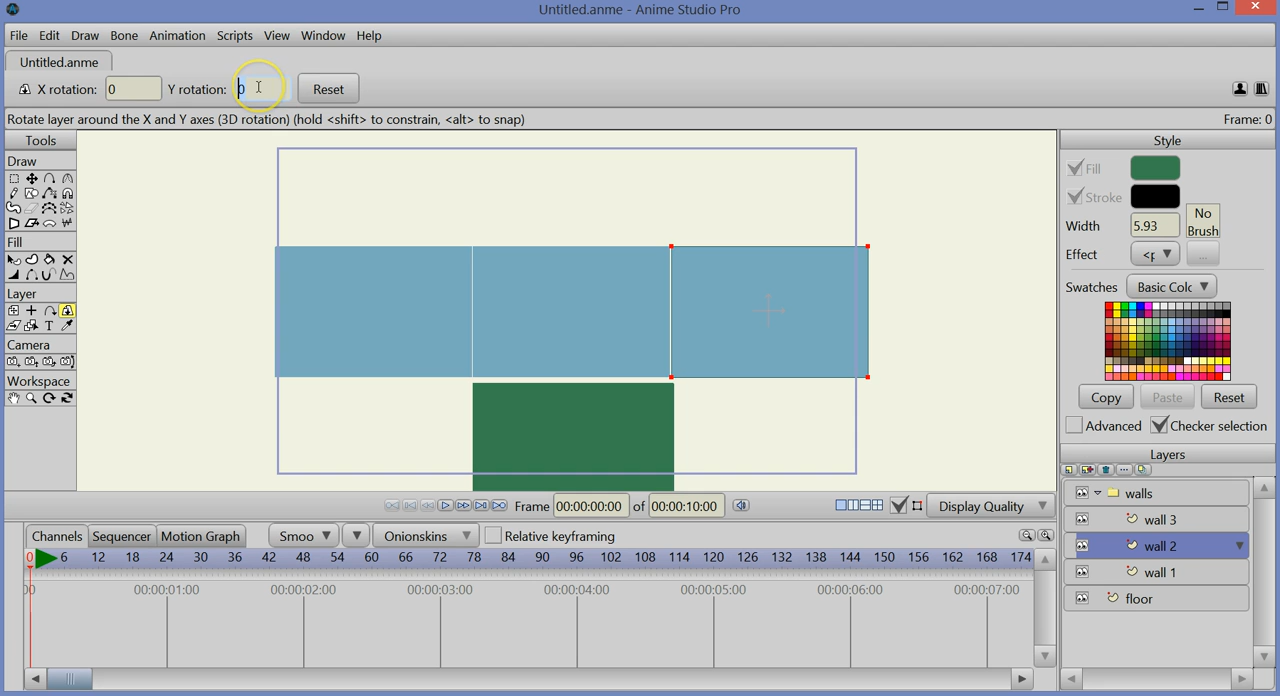 Untitled.anme - Anime Studio Pro
File Edit Draw Bone Animation Scripts View Window Help
Untitled.anme
X rotation: 0 Y rotation: 0 Reset
Rotate layer around the X and Y axes (3D rotation) (hold <shift> to constrain, <alt> to snap) Frame: 0
Tools
Draw
Fill
Layer
T
Camera
Workspace
Style
Fill
Stroke
Width 5.93 No Brush
Effect <p ...
Swatches Basic Colc
Copy Paste Reset
Advanced Checker selection
Layers
walls
wall 3
wall 2
wall 1
floor
Frame 00:00:00:00 of 00:00:10:00 Display Quality
Channels Sequencer Motion Graph Smoo Onionskins Relative keyframing
0 6 12 18 24 30 36 42 48 54 60 66 72 78 84 90 96 102 108 114 120 126 132 138 144 150 156 162 168 174
00 00:00:01:00 00:00:02:00 00:00:03:00 00:00:04:00 00:00:05:00 00:00:06:00 00:00:07:00